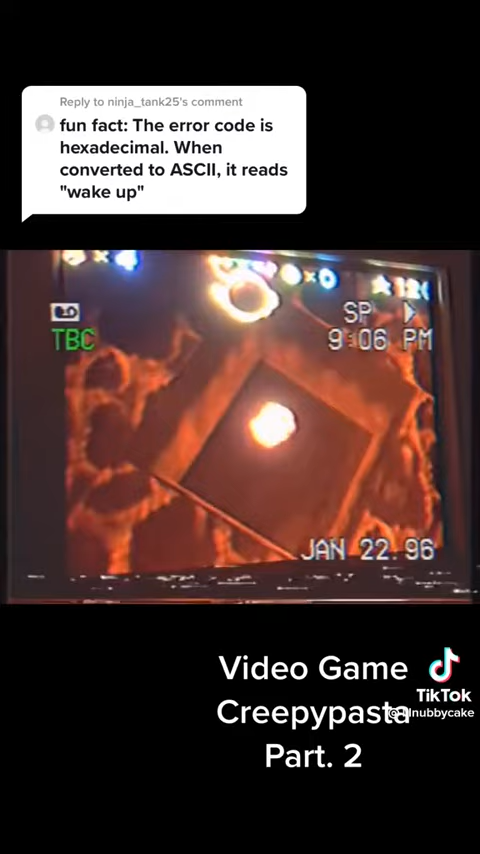 Reply to ninja_tank25's comment
fun fact: The error code is
hexadecimal. When
converted to ASCII, it reads
"wake up"
SP
TBC
9:06 PM
JAN 22 96
Video Game
Creepypasta
Part. 2
TikTok